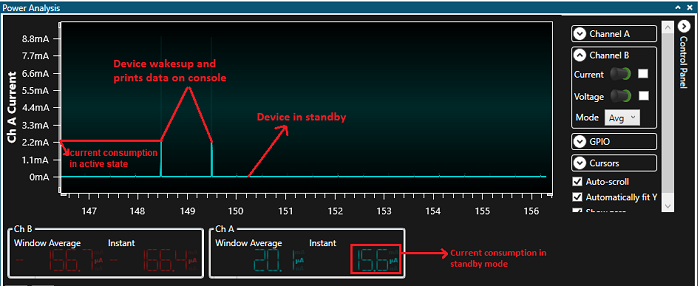 Power Analysis
Ch A Current
8.8mA
7.7mA
6.6mA
5.5mA
4.4mA
3.3mA
2.2mA
1.1mA
0mA
Device wakeup and
prints data on console
Device in standby
current consumption
in active state
147
148
149
150
151
152
153
154
155
156
Channel A
Channel B
Current
Voltage
Mode Avg
GPIO
Cursors
Auto-scroll
Automatically fit Y
Show zero
Control Panel
Ch B
Window Average Instant
-156.7 µA -166.4 µA
Ch A
Window Average Instant
20.1 µA 15.6 µA
Current consumption in
standby mode